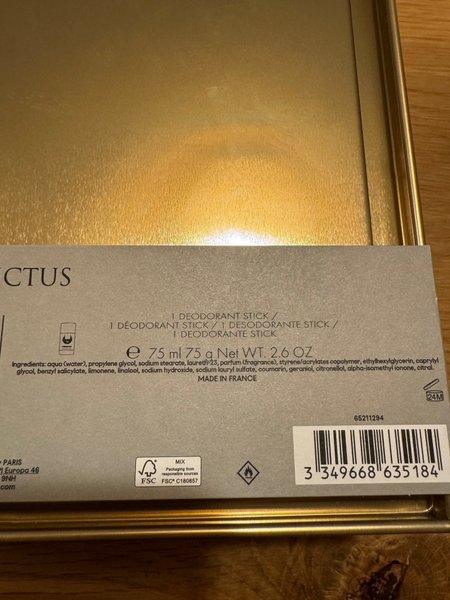 CTUS
1 DEODORANT STICK /
1 DÉODORANT STICK / 1 DESODORANTE STICK /
1 DEODORANTE STICK
℮ 75 ml 75 g Net WT. 2.6 OZ.
Ingredients: aqua (water), propylene glycol, sodium stearate, laureth-23, parfum (fragrance), styrene/acrylates copolymer, ethylhexylglycerin, caprylyl
glycol, benzyl salicylate, limonene, linalool, sodium hydroxide, sodium lauryl sulfate, coumarin, geraniol, citronellol, alpha-isomethyl ionone, citral.
MADE IN FRANCE
24M
65211294
PARIS
Europa 46
9NH
FSC
MIX
Packaging from
responsible sources
FSC® C180857
3 349668 635184